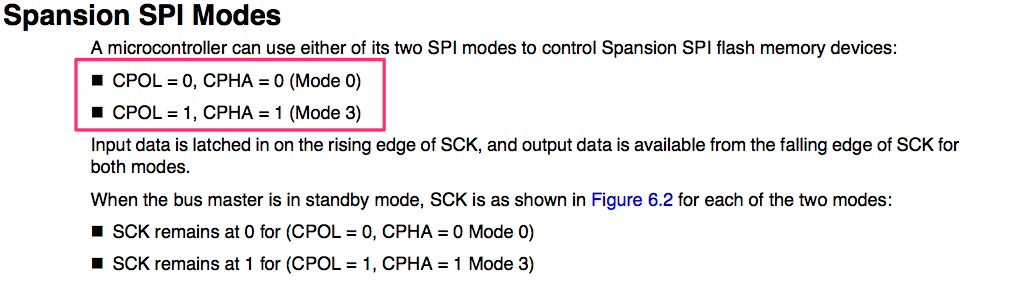 Spansion SPI Modes
A microcontroller can use either of its two SPI modes to control Spansion SPI flash memory devices:
■ CPOL = 0, CPHA = 0 (Mode 0)
■ CPOL = 1, CPHA = 1 (Mode 3)
Input data is latched in on the rising edge of SCK, and output data is available from the falling edge of SCK for
both modes.
When the bus master is in standby mode, SCK is as shown in Figure 6.2 for each of the two modes:
■ SCK remains at 0 for (CPOL = 0, CPHA = 0 Mode 0)
■ SCK remains at 1 for (CPOL = 1, CPHA = 1 Mode 3)